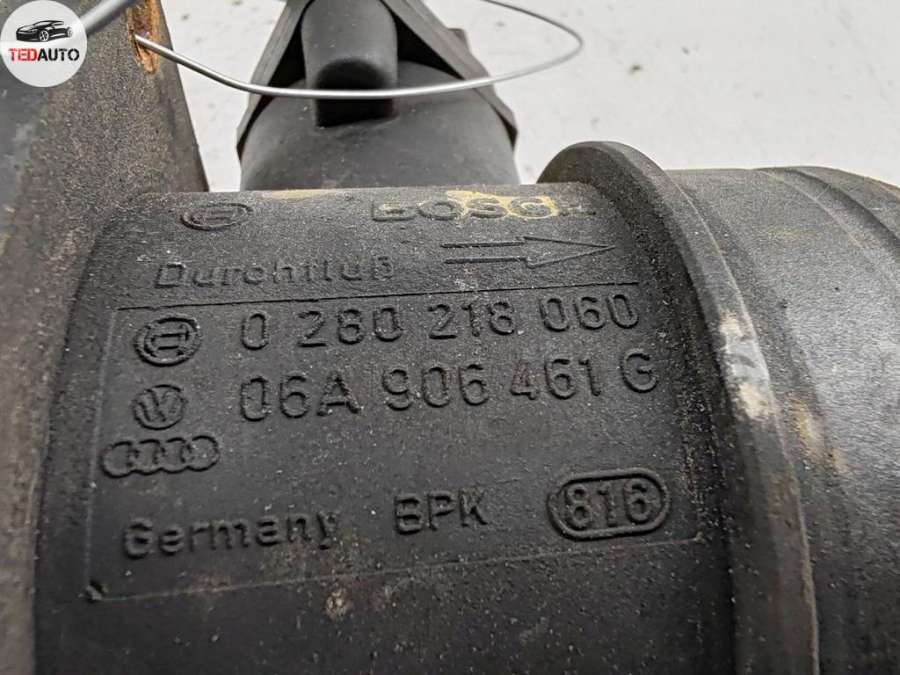 TEDAUTO
BOSCH
Durchfluß
0 280 218 060
06A 906 461 G
Germany BPK 816